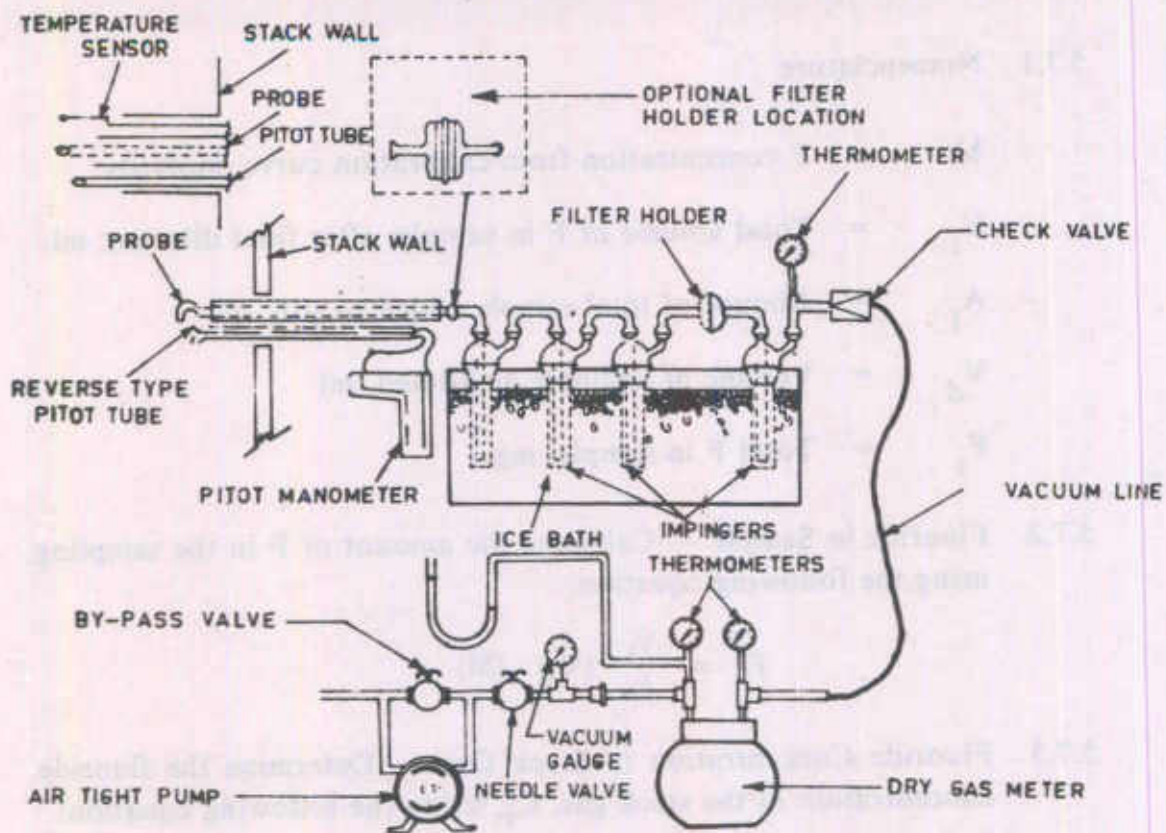 TEMPERATURE
SENSOR
STACK WALL
PROBE
PITOT TUBE
OPTIONAL FILTER
HOLDER LOCATION
THERMOMETER
FILTER HOLDER
CHECK VALVE
PROBE
STACK WALL
REVERSE TYPE
PITOT TUBE
PITOT MANOMETER
IMPINGERS
VACUUM LINE
ICE BATH
THERMOMETERS
BY-PASS VALVE
VACUUM
GAUGE
AIR TIGHT PUMP
NEEDLE VALVE
DRY GAS METER